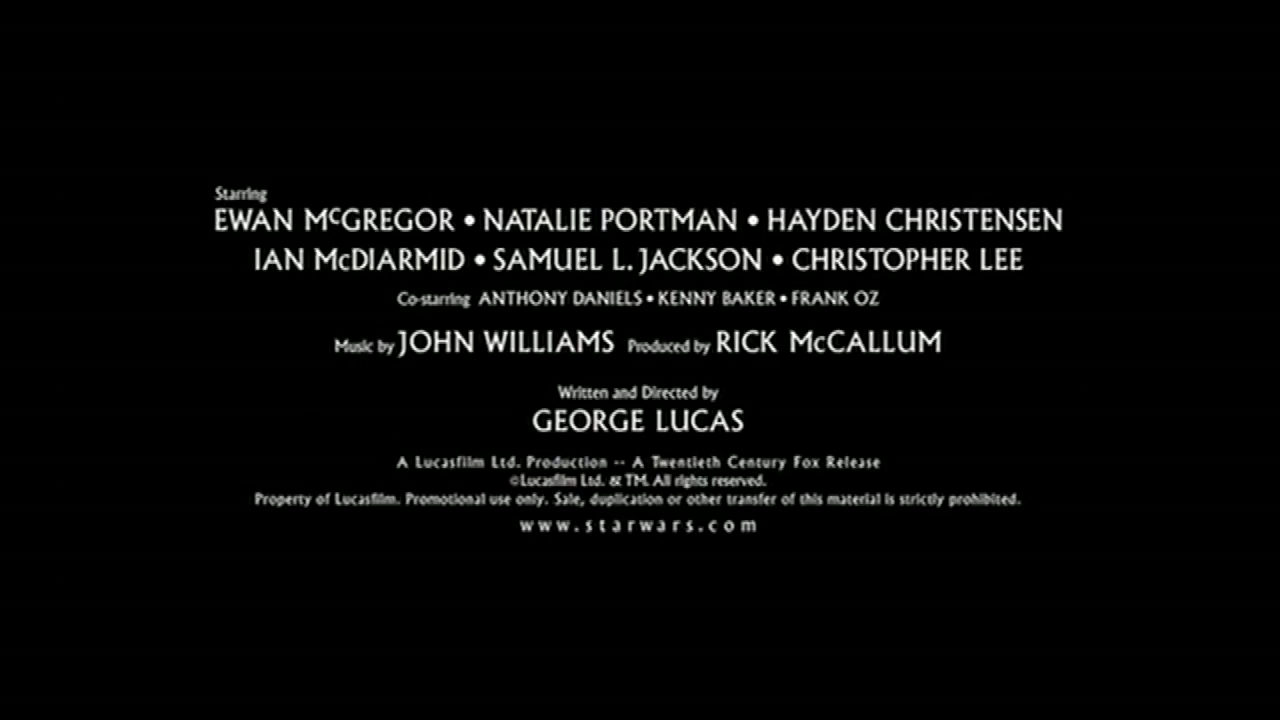 Starring
EWAN McGREGOR • NATALIE PORTMAN • HAYDEN CHRISTENSEN
IAN McDIARMID • SAMUEL L. JACKSON • CHRISTOPHER LEE
Co-starring ANTHONY DANIELS • KENNY BAKER • FRANK OZ
Music by JOHN WILLIAMS Produced by RICK McCALLUM
Written and Directed by
GEORGE LUCAS
A Lucasfilm Ltd. Production -- A Twentieth Century Fox Release
©Lucasfilm Ltd. & TM. All rights reserved.
Property of Lucasfilm. Promotional use only. Sale, duplication or other transfer of this material is strictly prohibited.
www.starwars.com